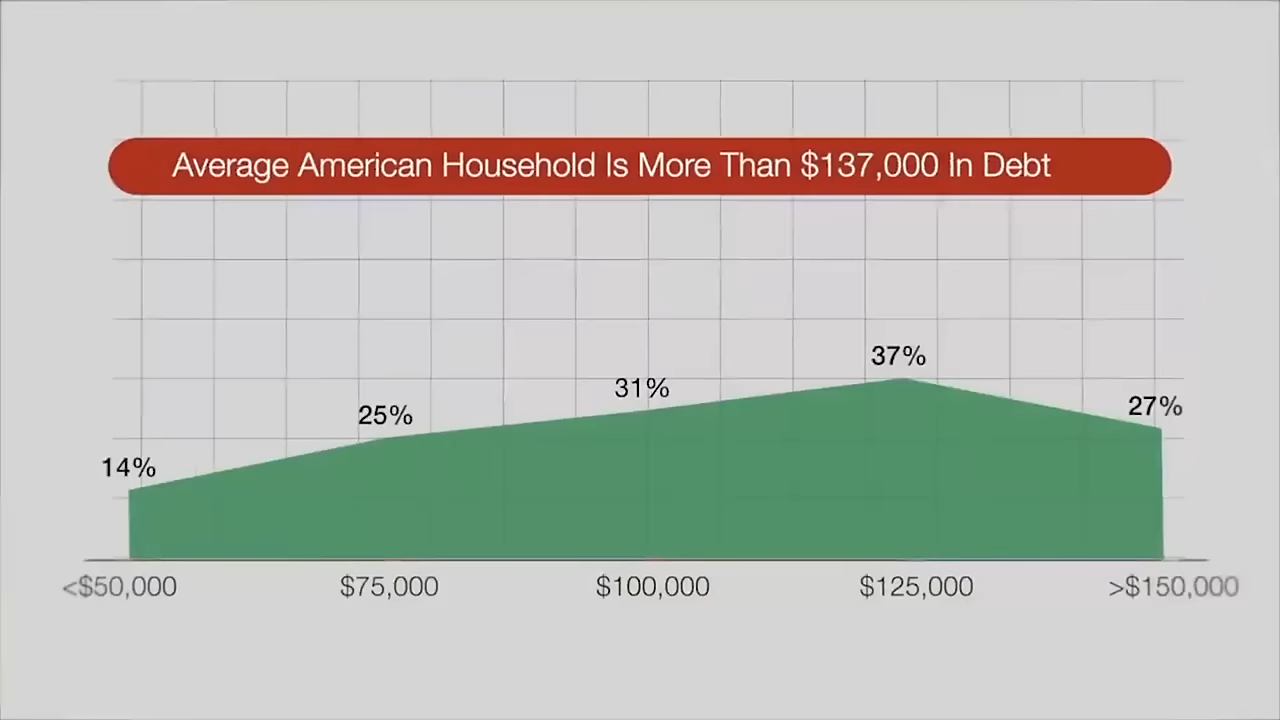 Average American Household Is More Than $137,000 In Debt
37%
31%
27%
25%
14%
<$50,000 $75,000 $100,000 $125,000 >$150,000